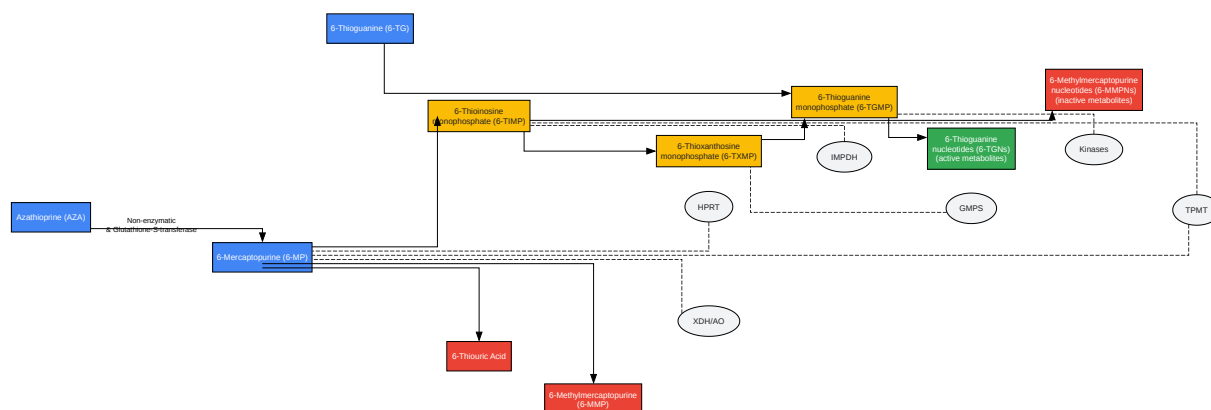 6-Thioguanine (6-TG)
6-Methylmercaptopurine
nucleotides (6-MMPNs)
(inactive metabolites)
6-Thioguanine
monophosphate (6-TGMP)
6-Thioinosine
monophosphate (6-TIMP)
6-Thioxanthosine
monophosphate (6-TXMP)
IMPDH
6-Thioguanine
nucleotides (6-TGNs)
(active metabolites)
Kinases
HPRT
GMPS
TPMT
Azathioprine (AZA)
Non-enzymatic
& Glutathione-S-transferase
6-Mercaptopurine (6-MP)
XDH/AO
6-Thiouric Acid
6-Methylmercaptopurine
(6-MMP)